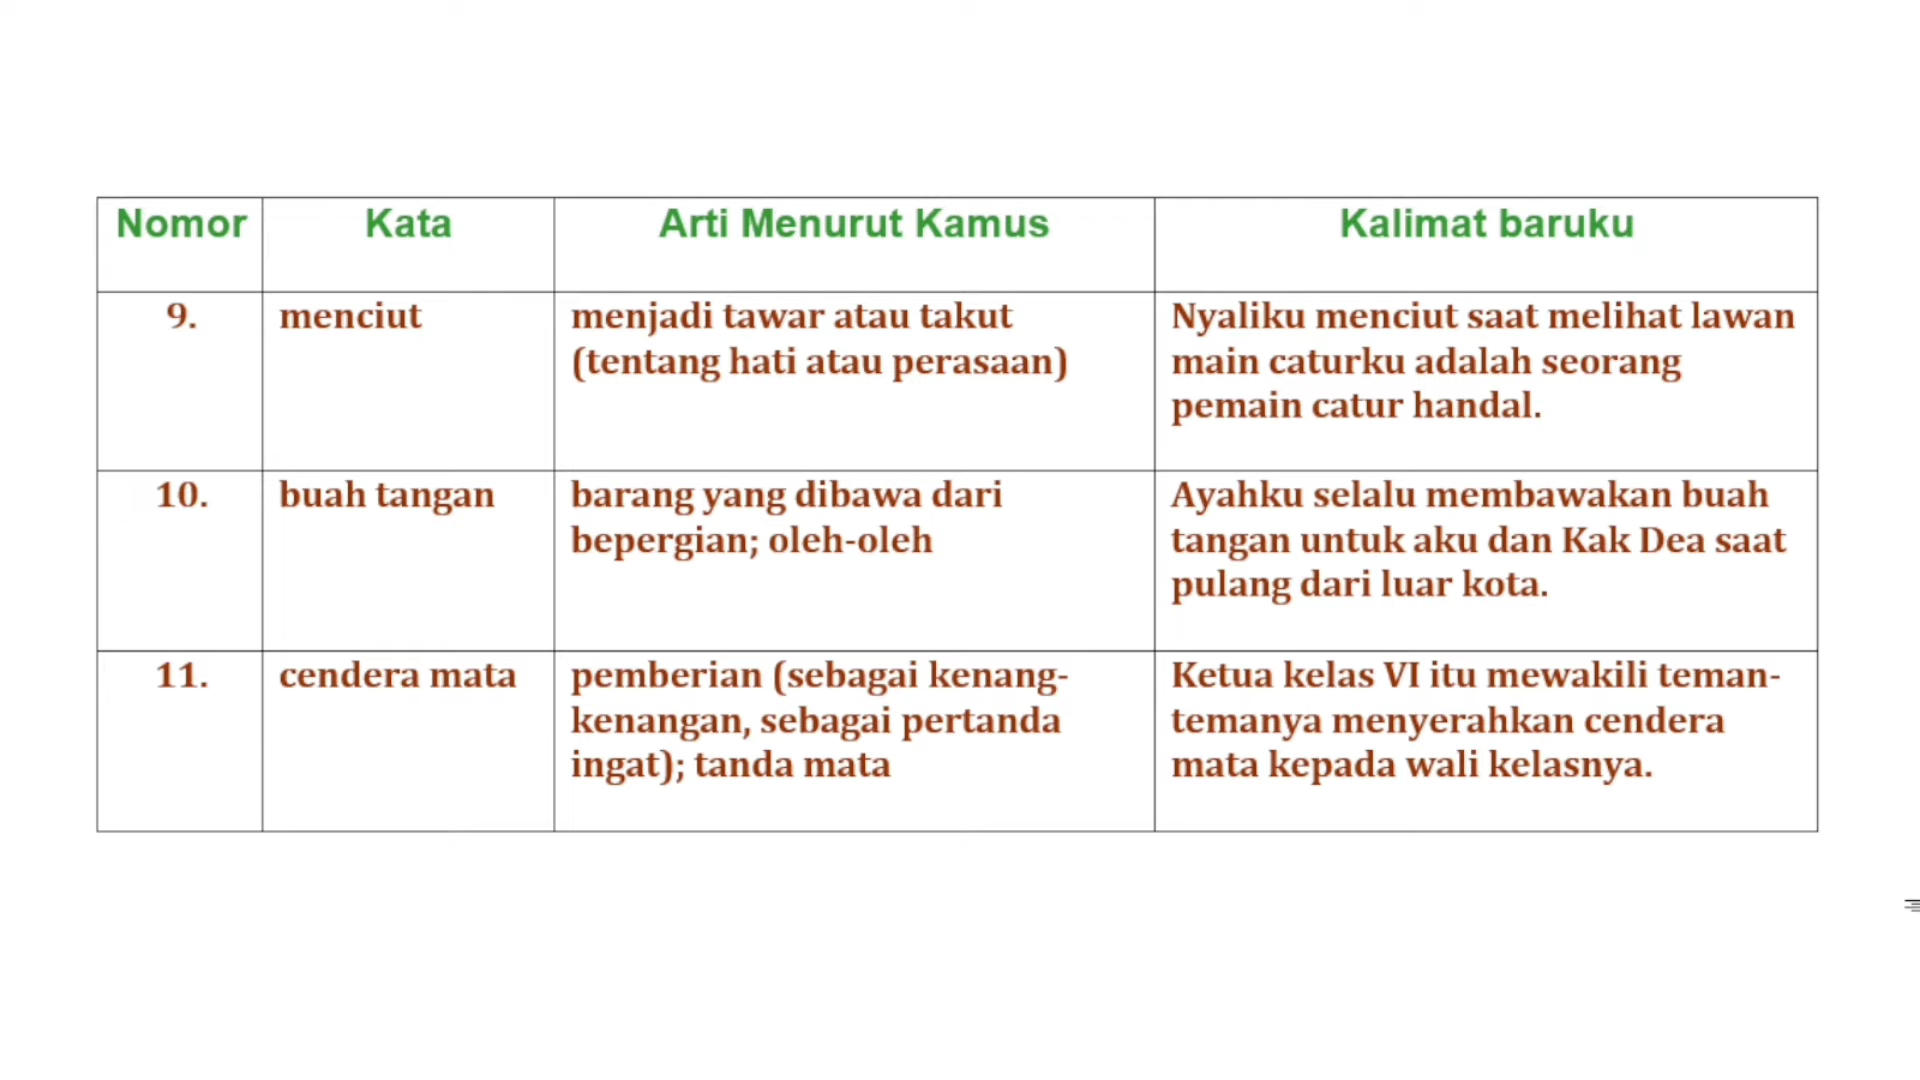 Nomor Kata Arti Menurut Kamus Kalimat baruku
9. menciut menjadi tawar atau takut Nyaliku menciut saat melihat lawan
(tentang hati atau perasaan) main caturku adalah seorang
pemain catur handal.
10. buah tangan barang yang dibawa dari Ayahku selalu membawakan buah
bepergian; oleh-oleh tangan untuk aku dan Kak Dea saat
pulang dari luar kota.
11. cendera mata pemberian (sebagai kenang- Ketua kelas VI itu mewakili teman-
kenangan, sebagai pertanda temanya menyerahkan cendera
ingat); tanda mata mata kepada wali kelasnya.